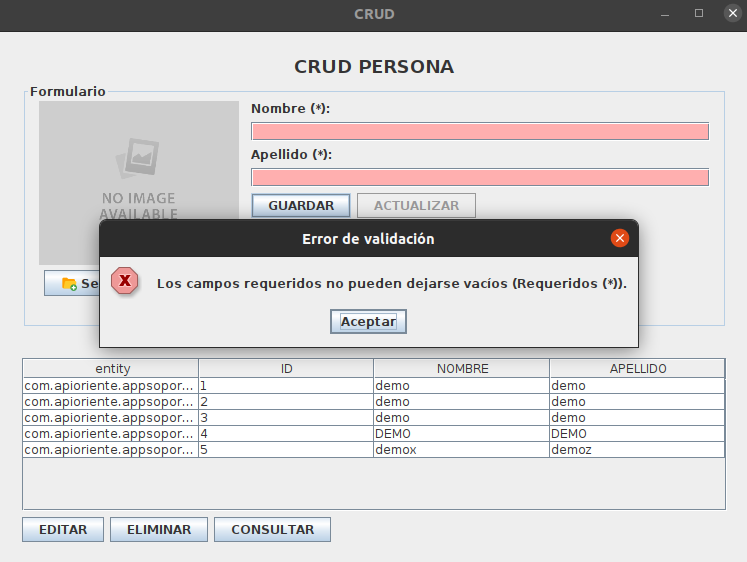 CRUD
CRUD PERSONA
Formulario
NO IMAGE
AVAILABLE
Nombre (*):
Apellido (*):
GUARDAR
ACTUALIZAR
Se
Error de validación
Los campos requeridos no pueden dejarse vacíos (Requeridos (*)).
Aceptar
entity ID NOMBRE APELLIDO
com.apioriente.appsopor... 1 demo demo
com.apioriente.appsopor... 2 demo demo
com.apioriente.appsopor... 3 demo demo
com.apioriente.appsopor... 4 DEMO DEMO
com.apioriente.appsopor... 5 demox demoz
EDITAR ELIMINAR CONSULTAR